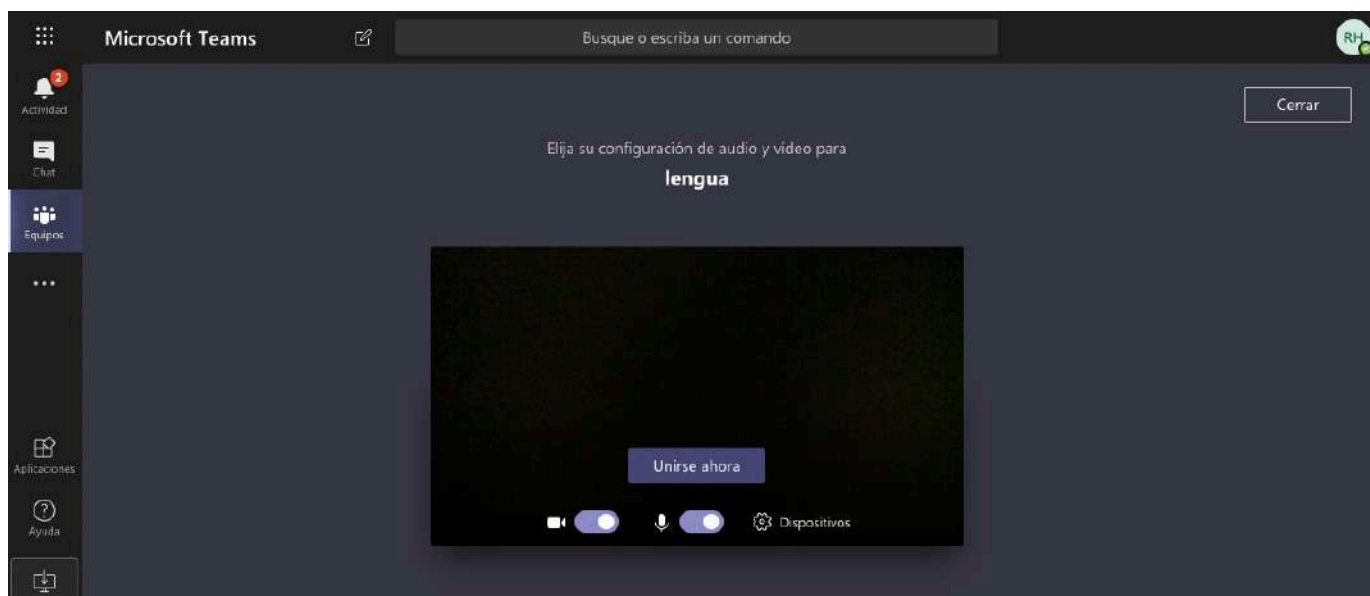 Microsoft Teams
Busque o escriba un comando
RH
2
Actividad
Chat
Equipos
Aplicaciones
Ayuda
Cerrar
Elija su configuración de audio y vídeo para
lengua
Unirse ahora
Dispositivos